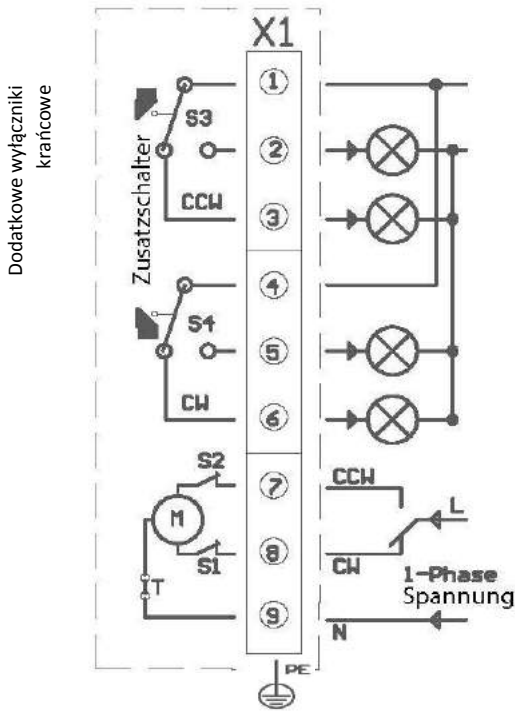 Dodatkowe wyłączniki
krańcowe
Zusatzschalter
X1
1
S3
2
CCW
3
4
S4
5
CW
6
S2
7
CCW
L
M
8
S1
CW
1-Phase
Spannung
T
9
N
PE